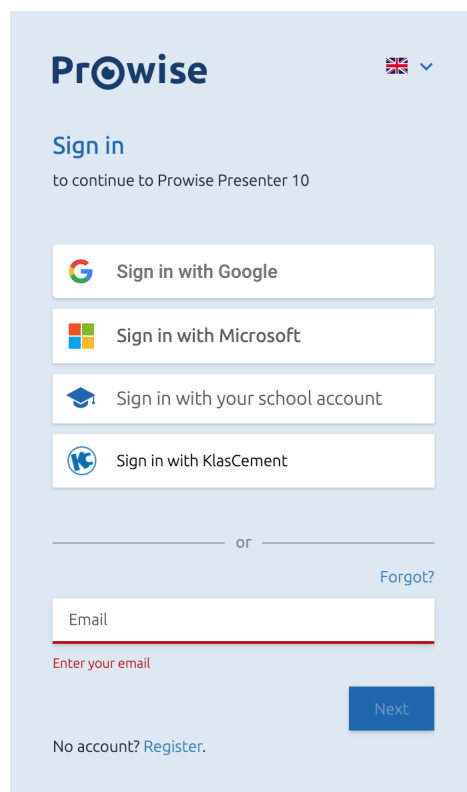 Prowise
Sign in
to continue to Prowise Presenter 10
Sign in with Google
Sign in with Microsoft
Sign in with your school account
KC
Sign in with KlasCement
or
Forgot?
Email
Enter your email
Next
No account? Register.